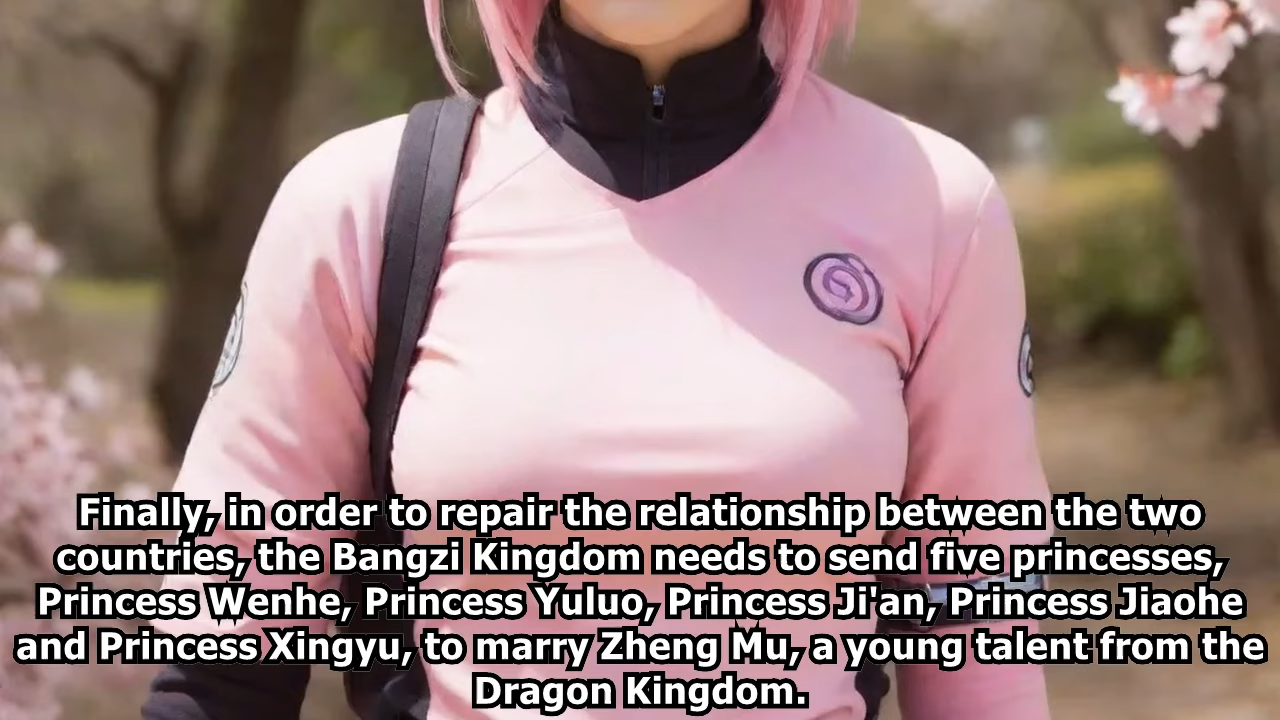 Finally, in order to repair the relationship between the two
countries, the Bangzi Kingdom needs to send five princesses,
Princess Wenhe, Princess Yuluo, Princess Ji'an, Princess Jiaohe
and Princess Xingyu, to marry Zheng Mu, a young talent from the
Dragon Kingdom.